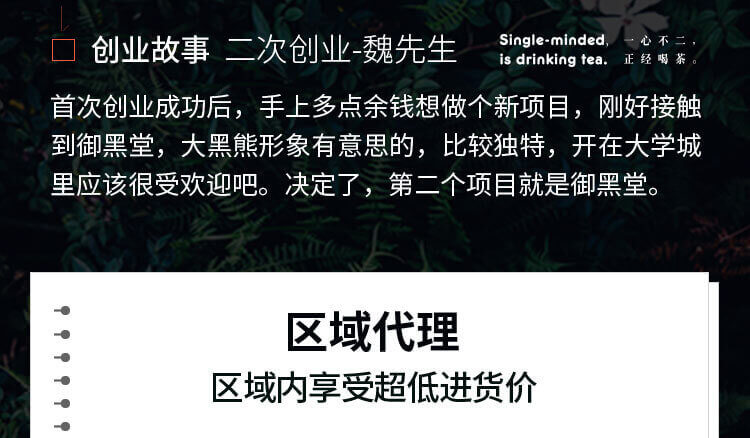 创业故事 二次创业-魏先生
Single-minded, 一心不二，
is drinking tea. 正经喝茶。
首次创业成功后，手上多点余钱想做个新项目，刚好接触
到御黑堂，大黑熊形象有意思的，比较独特，开在大学城
里应该很受欢迎吧。决定了，第二个项目就是御黑堂。
区域代理
区域内享受超低进货价